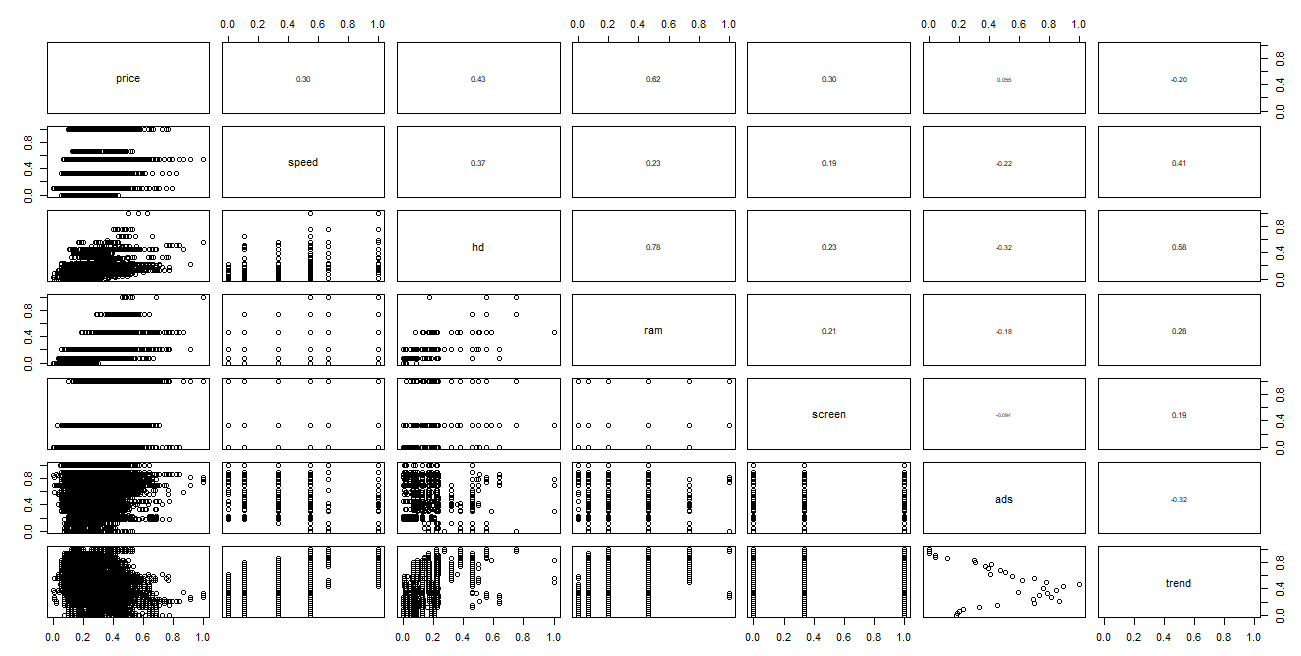 0.0 0.2 0.4 0.6 0.8 1.0 0.0 0.2 0.4 0.6 0.8 1.0 0.0 0.2 0.4 0.6 0.8 1.0
price 0.30 0.43 0.62 0.30 0.055 -0.20 0.0 0.4 0.8
0.0 0.4 0.8 speed 0.37 0.23 0.19 -0.22 0.41
hd 0.78 0.23 -0.32 0.58 0.0 0.4 0.8
0.0 0.4 0.8 ram 0.21 -0.18 0.28
screen -0.094 0.19 0.0 0.4 0.8
0.0 0.4 0.8 ads -0.32
trend 0.0 0.4 0.8
0.0 0.2 0.4 0.6 0.8 1.0 0.0 0.2 0.4 0.6 0.8 1.0 0.0 0.2 0.4 0.6 0.8 1.0 0.0 0.2 0.4 0.6 0.8 1.0